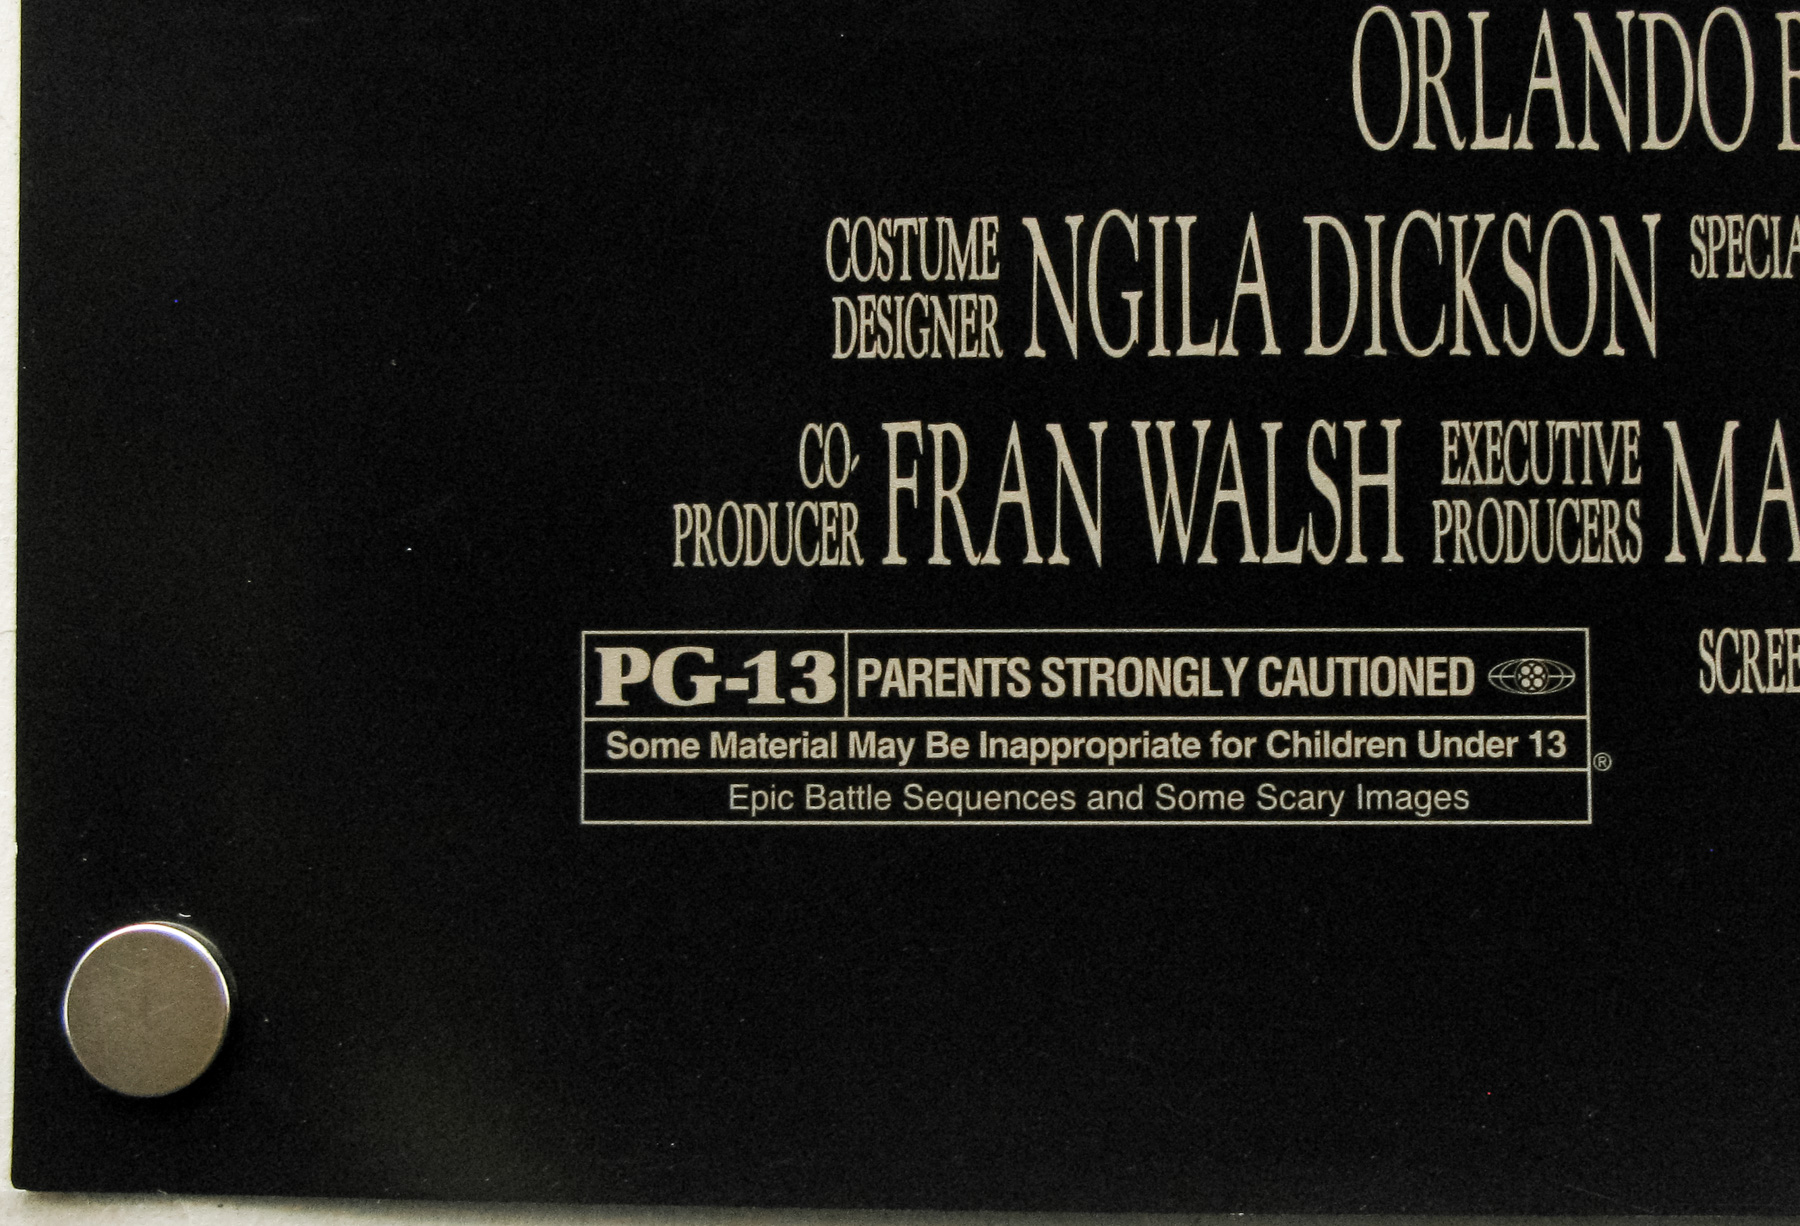 ORLANDO
COSTUME
DESIGNER NGILA DICKSON
CO-
PRODUCER FRAN WALSH EXECUTIVE
PRODUCERS
PG-13 PARENTS STRONGLY CAUTIONED
Some Material May Be Inappropriate for Children Under 13 ®
Epic Battle Sequences and Some Scary Images